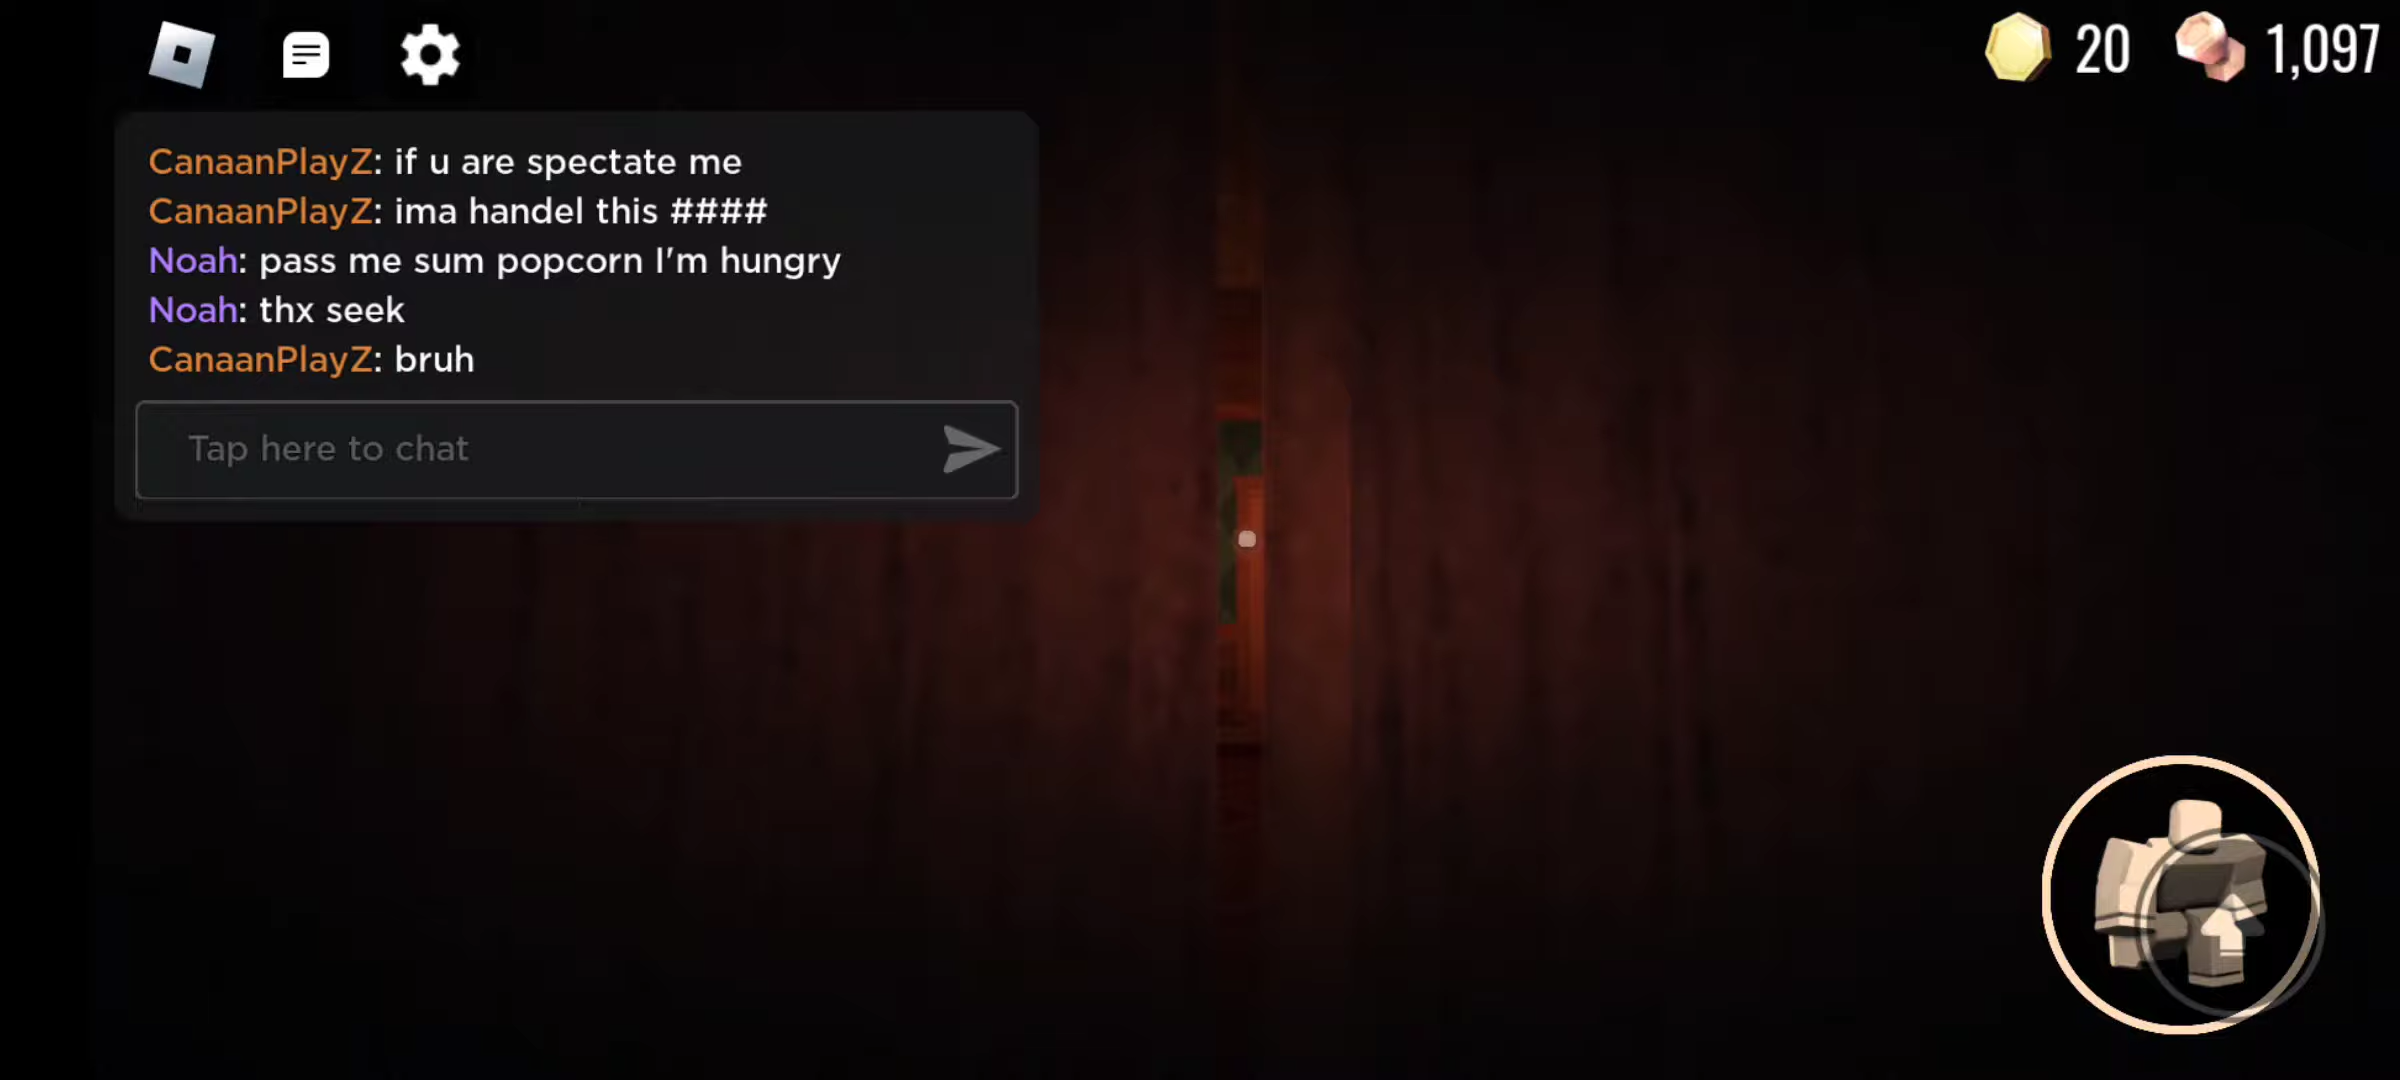 20 1,097
CanaanPlayZ: if u are spectate me
CanaanPlayZ: ima handel this ####
Noah: pass me sum popcorn I'm hungry
Noah: thx seek
CanaanPlayZ: bruh
Tap here to chat